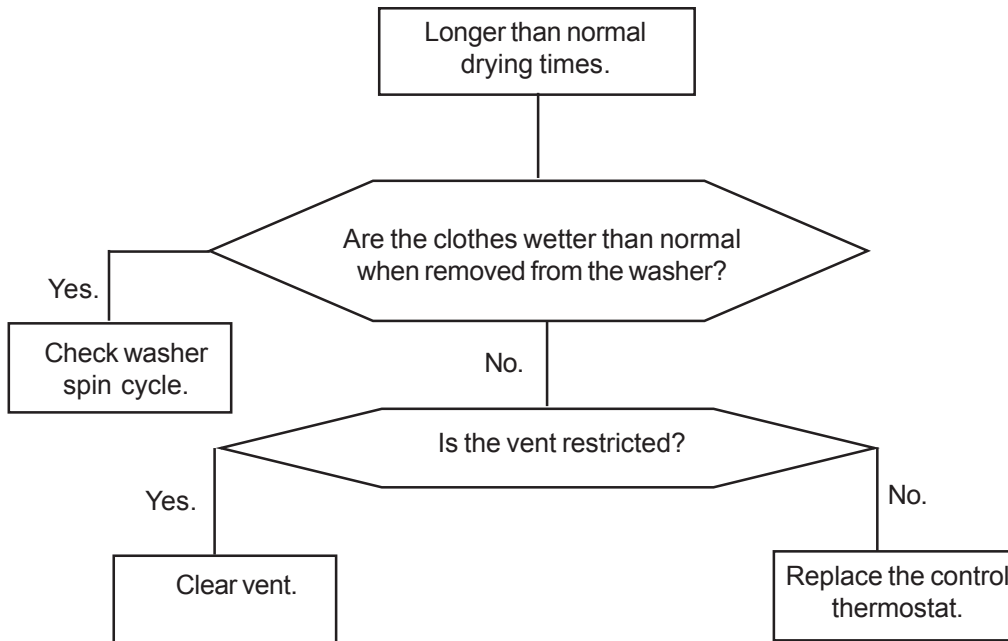 Longer than normal
drying times.
Are the clothes wetter than normal
when removed from the washer?
Yes.
Check washer
spin cycle.
No.
Is the vent restricted?
Yes.
No.
Clear vent.
Replace the control
thermostat.